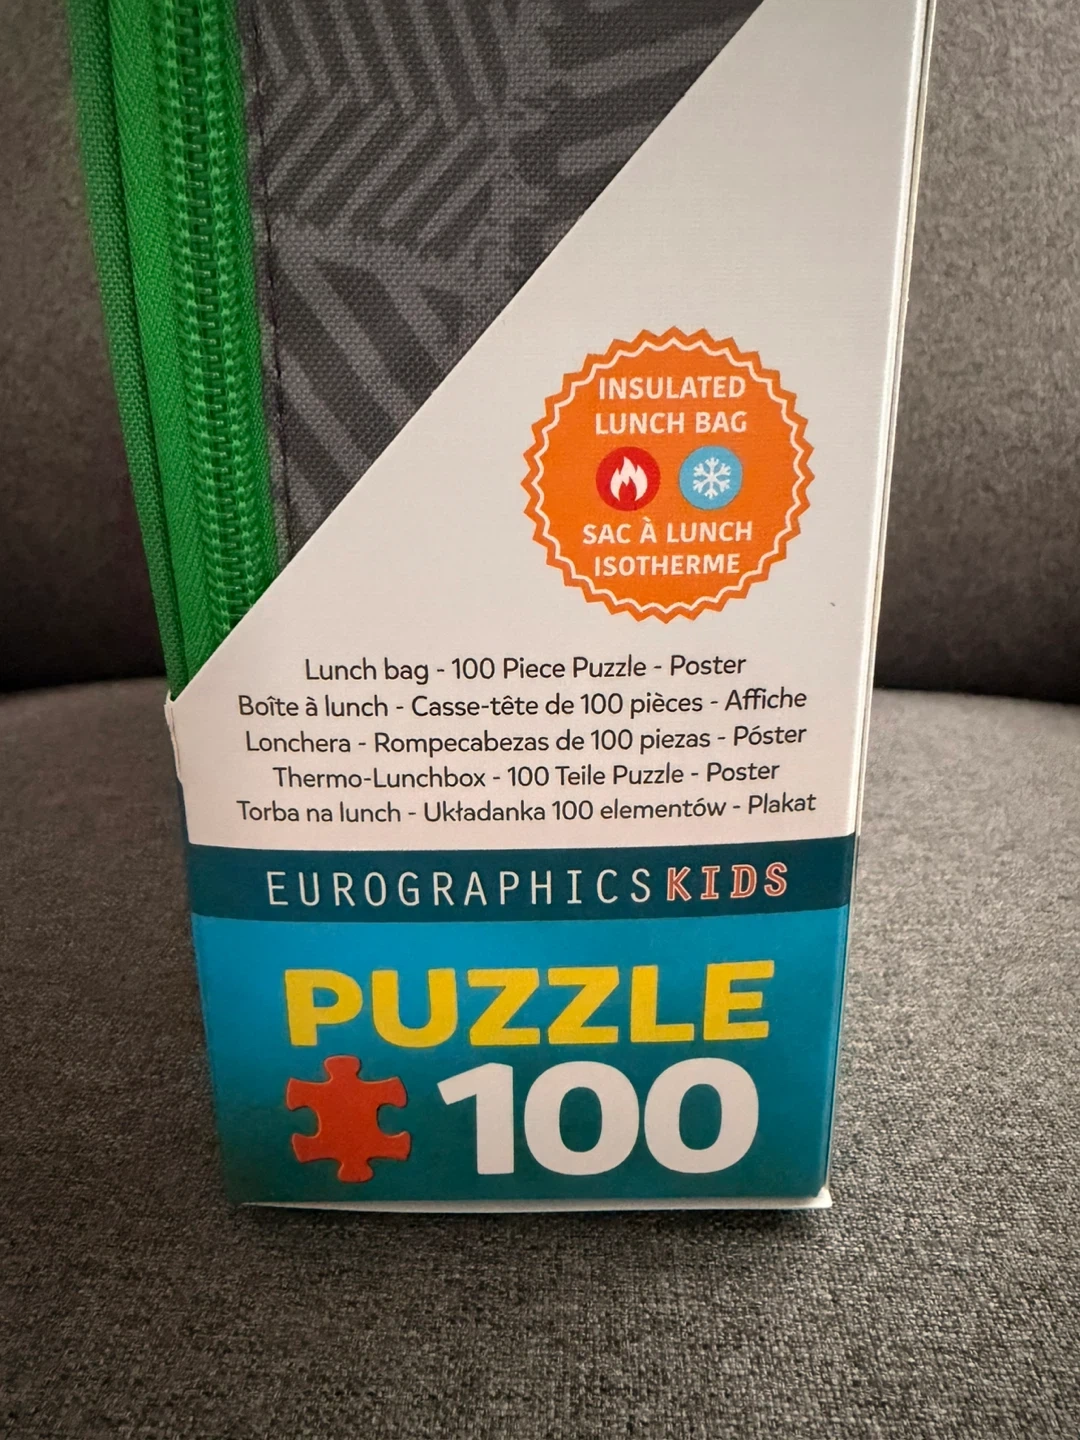 INSULATED
LUNCH BAG
SAC À LUNCH
ISOTHERME
Lunch bag - 100 Piece Puzzle - Poster
Boîte à lunch - Casse-tête de 100 pièces - Affiche
Lonchera - Rompecabezas de 100 piezas - Póster
Thermo-Lunchbox - 100 Teile Puzzle - Poster
Torba na lunch - Układanka 100 elementów - Plakat
EUROGRAPHICSKIDS
PUZZLE
100